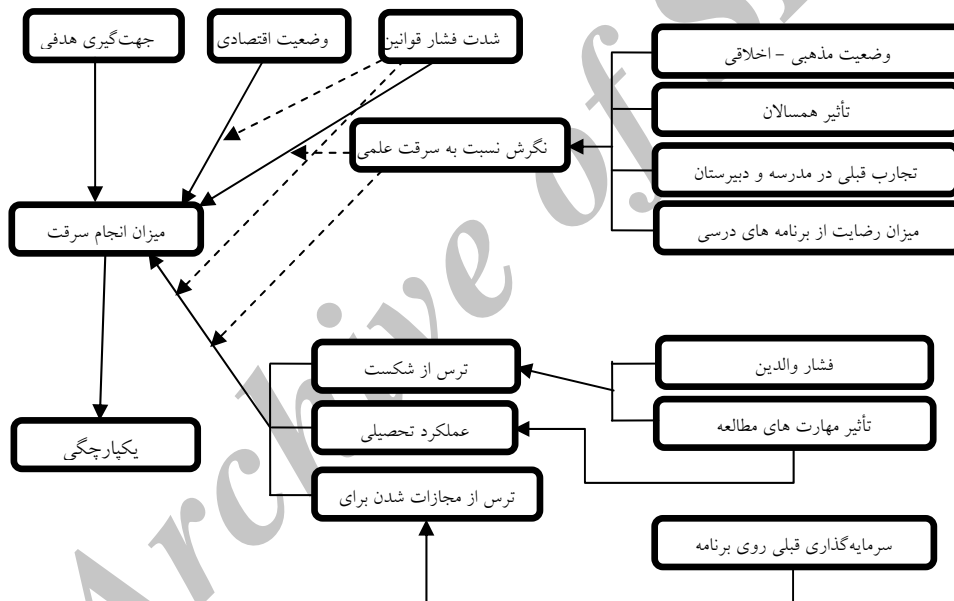 شدت فشار قوانین
وضعیت اقتصادی
جهت‌گیری هدفی
وضعیت مذهبی - اخلاقی
تأثیر همسالان
نگرش نسبت به سرقت علمی
تجارب قبلی در مدرسه و دبیرستان
میزان رضایت از برنامه های درسی
میزان انجام سرقت
فشار والدین
ترس از شکست
تأثیر مهارت های مطالعه
عملکرد تحصیلی
یکپارچگی
ترس از مجازات شدن برای
سرمایه‌گذاری قبلی روی برنامه
Archive of S